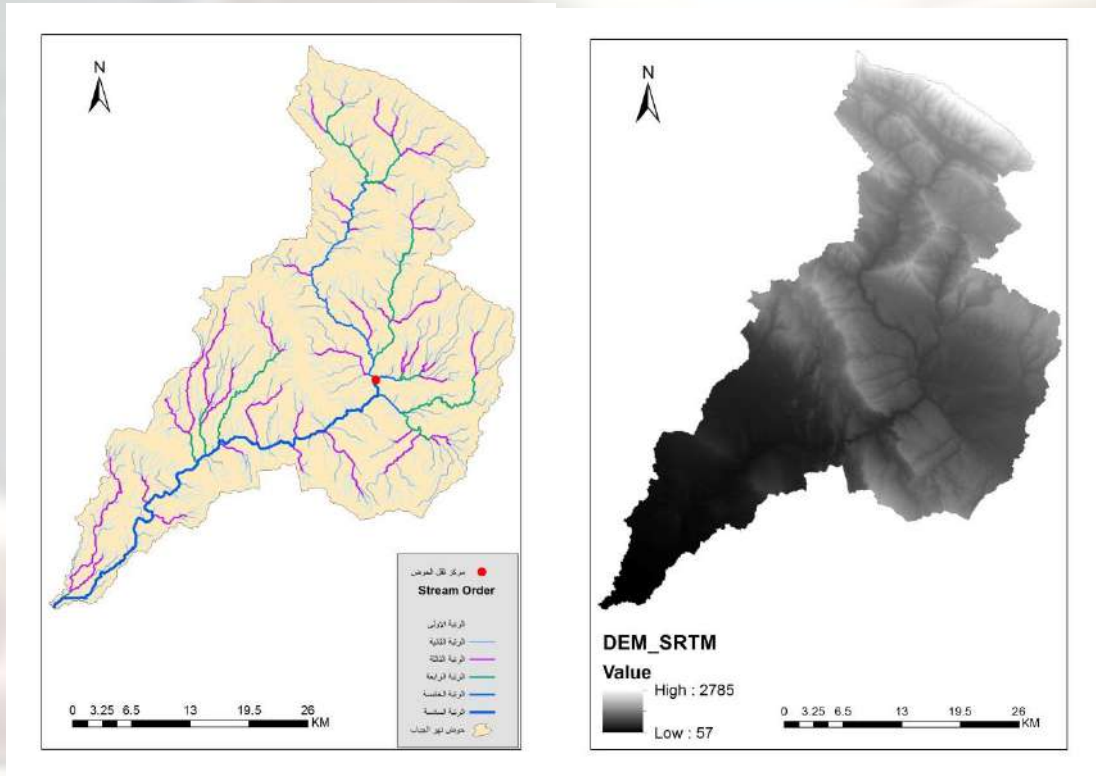 N
مركز ثقل الحوض
Stream Order
الرتبة الاولى
الرتبة الثانية
الرتبة الثالثة
الرتبة الرابعة
الرتبة الخامسة
الرتبة السادسة
حوض نهر
0 3.25 6.5 13 19.5 26
KM
N
DEM_SRTM
Value
High : 2785
Low : 57
0 3.25 6.5 13 19.5 26
KM